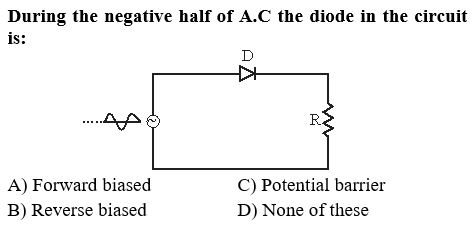 During the negative half of A.C the diode in the circuit
is:
D
R
A) Forward biased
C) Potential barrier
B) Reverse biased
D) None of these